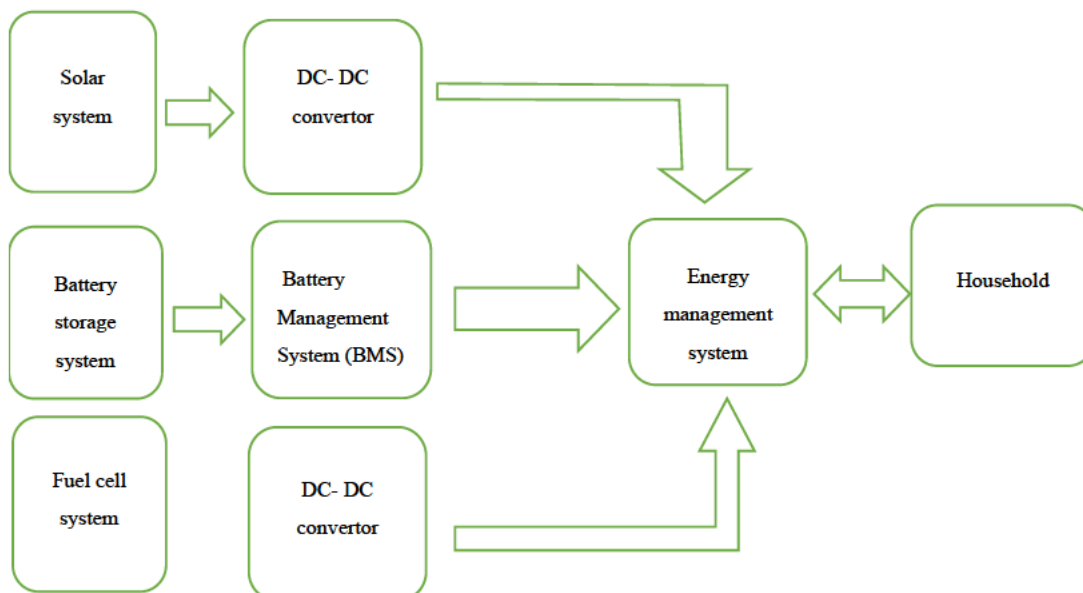 Solar
system
DC- DC
convertor
Battery
storage
system
Battery
Management
System (BMS)
Energy
management
system
Household
Fuel cell
system
DC- DC
convertor